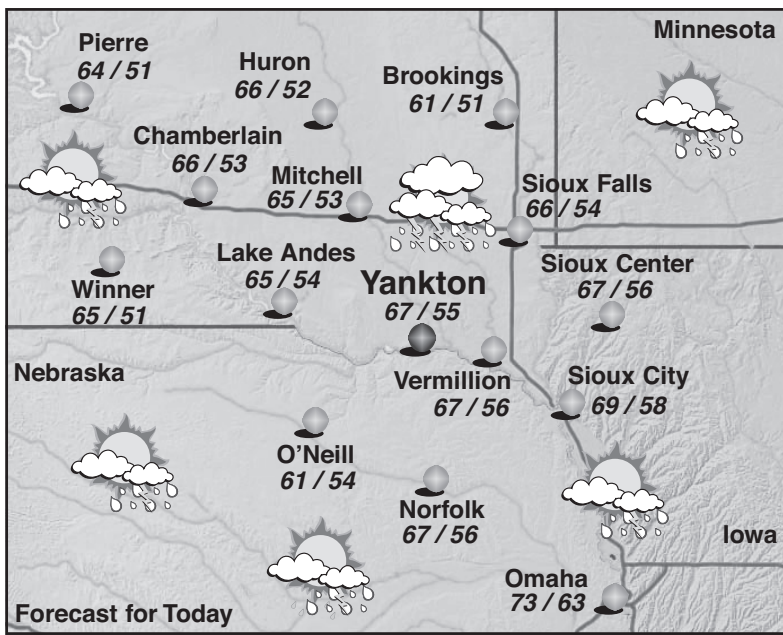 Minnesota
Pierre
64 / 51
Huron
66 / 52
Brookings
61 / 51
Chamberlain
66 / 53
Mitchell
65 / 53
Sioux Falls
66 / 54
Lake Andes
65 / 54
Winner
65 / 51
Yankton
67 / 55
Sioux Center
67 / 56
Nebraska
Vermillion
67 / 56
Sioux City
69 / 58
O'Neill
61 / 54
Norfolk
67 / 56
Iowa
Omaha
73 / 63
Forecast for Today